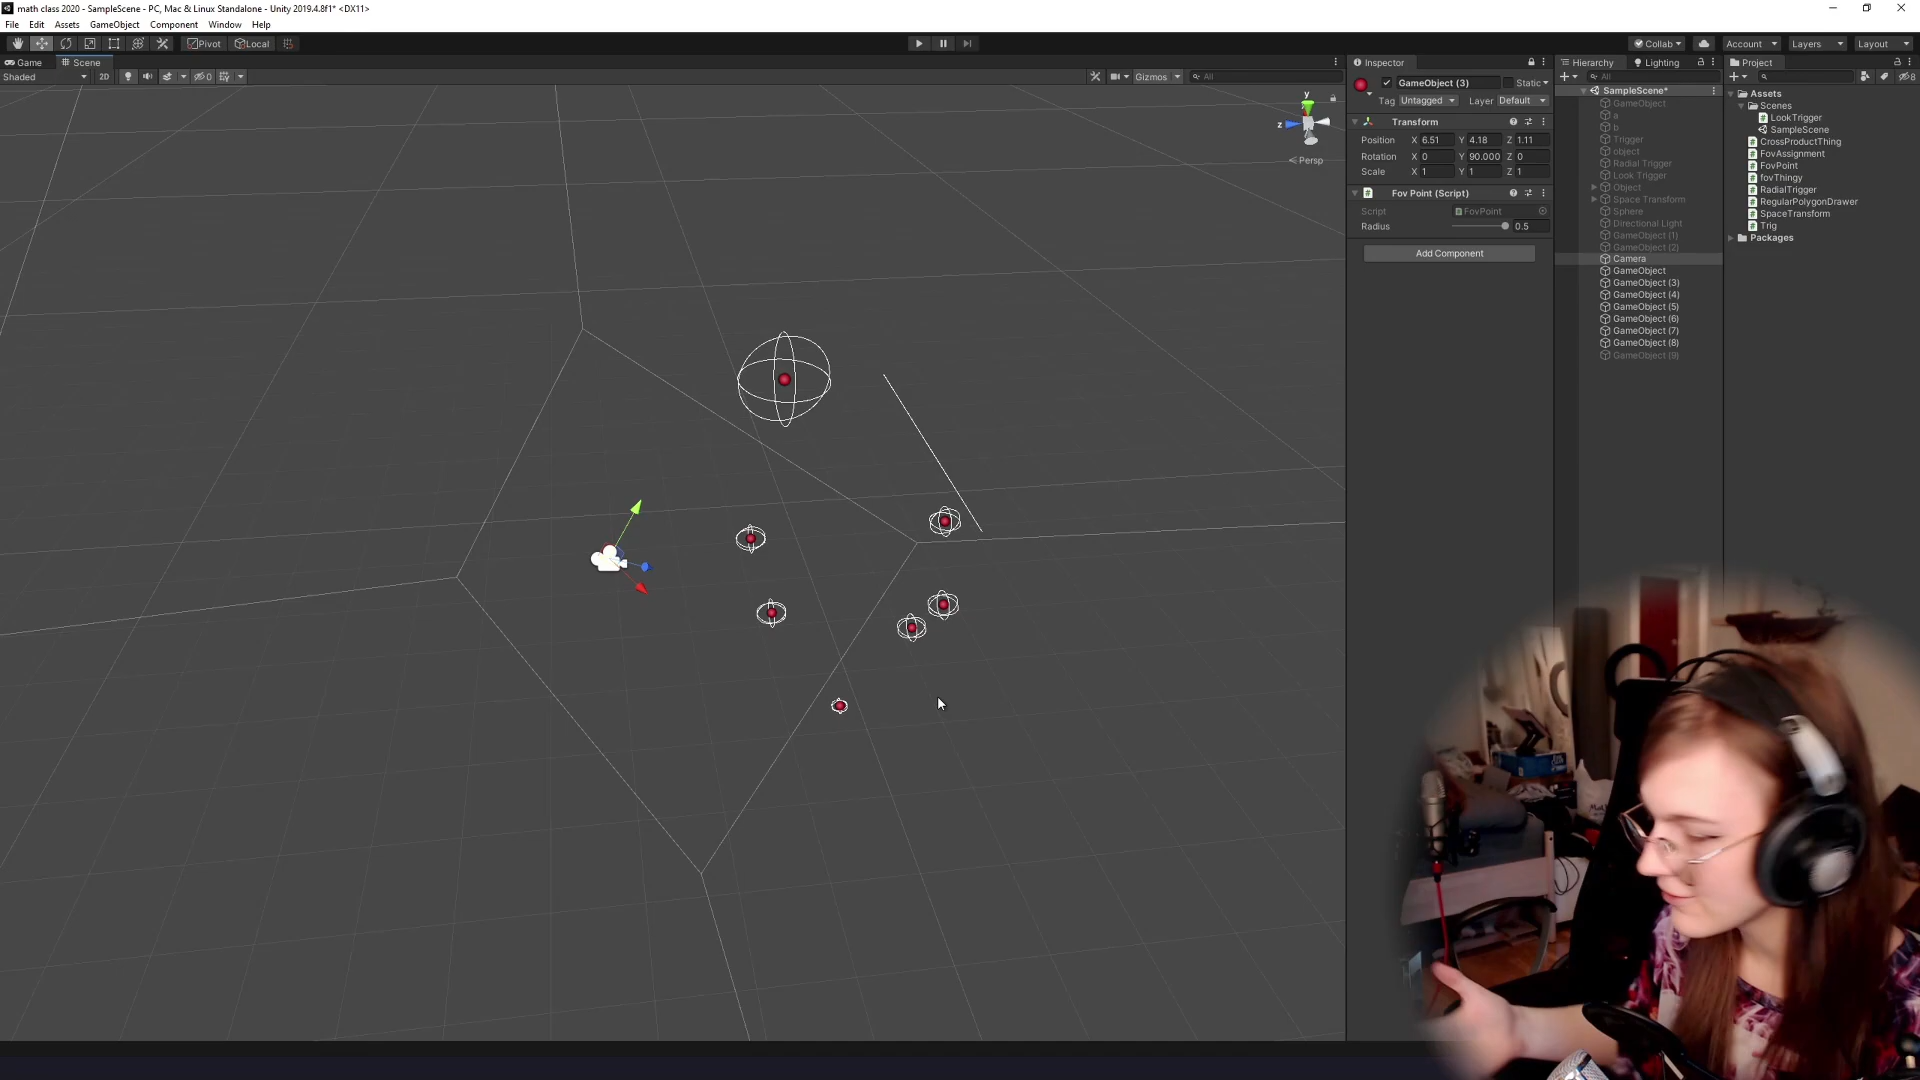 math class 2020 - SampleScene - PC, Mac & Linux Standalone - Unity 2019.4.8f1* <DX11>
File Edit Assets GameObject Component Window Help
Pivot Local Collab Account Layers Layout
Game Scene
Shaded 2D 0 Gizmos All
y
z
Persp
Inspector
GameObject (3) Static
Tag Untagged Layer Default
Transform
Position X 6.51 Y 4.18 Z 1.11
Rotation X 0 Y 90.000 Z 0
Scale X 1 Y 1 Z 1
Fov Point (Script)
Script FovPoint
Radius 0.5
Add Component
Hierarchy Lighting
All
SampleScene*
GameObject
a
b
Trigger
object
Radial Trigger
Look Trigger
Object
Space Transform
Sphere
Directional Light
GameObject (1)
GameObject (2)
Camera
GameObject
GameObject (3)
GameObject (4)
GameObject (5)
GameObject (6)
GameObject (7)
GameObject (8)
GameObject (9)
Project
8
Assets
Scenes
LookTrigger
SampleScene
CrossProductThing
FovAssignment
FovPoint
fovThingy
RadialTrigger
RegularPolygonDrawer
SpaceTransform
Trig
Packages